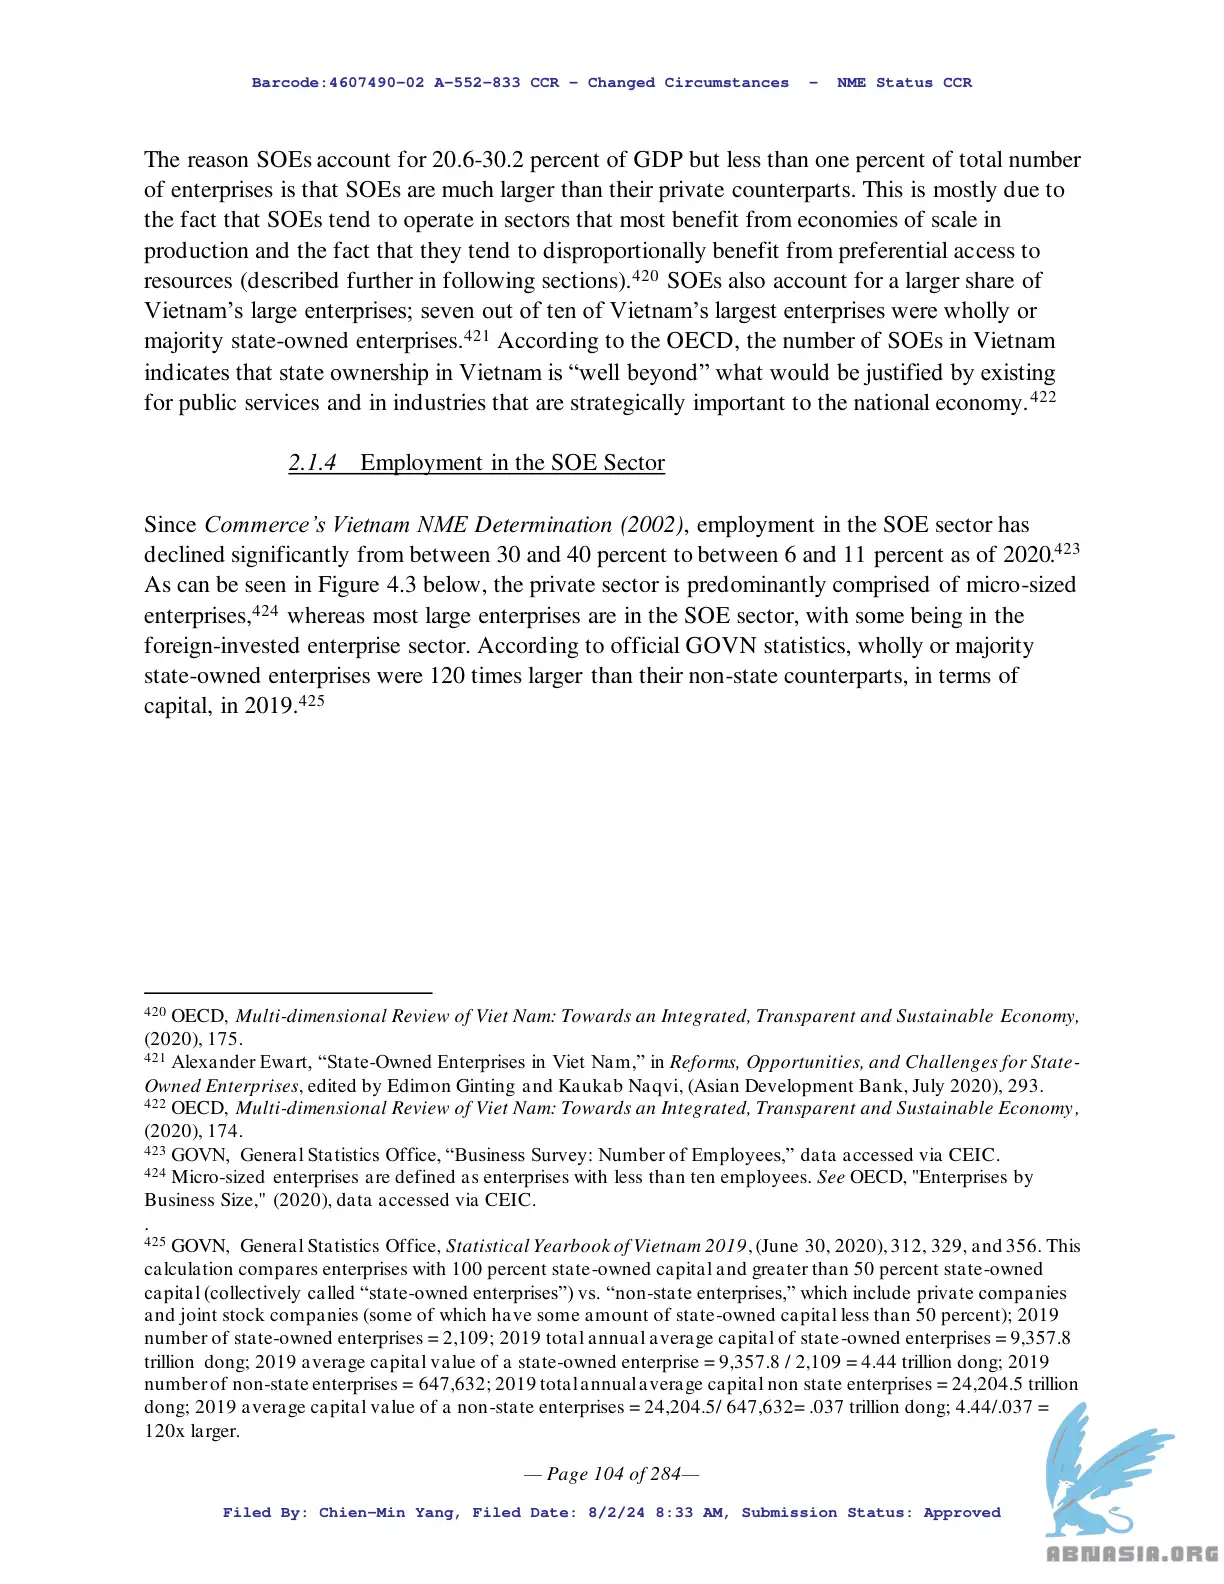 Barcode:4607490-02 A-552-833 CCR - Changed Circumstances - NME Status CCR
The reason SOEs account for 20.6-30.2 percent of GDP but less than one percent of total number
of enterprises is that SOEs are much larger than their private counterparts. This is mostly due to
the fact that SOEs tend to operate in sectors that most benefit from economies of scale in
production and the fact that they tend to disproportionally benefit from preferential access to
resources (described further in following sections).420 SOEs also account for a larger share of
Vietnam's large enterprises; seven out of ten of Vietnam's largest enterprises were wholly or
majority state-owned enterprises.421 According to the OECD, the number of SOEs in Vietnam
indicates that state ownership in Vietnam is “well beyond” what would be justified by existing
for public services and in industries that are strategically important to the national economy.422
2.1.4 Employment in the SOE Sector
Since Commerce's Vietnam NME Determination (2002), employment in the SOE sector has
declined significantly from between 30 and 40 percent to between 6 and 11 percent as of 2020.423
As can be seen in Figure 4.3 below, the private sector is predominantly comprised of micro-sized
enterprises,424 whereas most large enterprises are in the SOE sector, with some being in the
foreign-invested enterprise sector. According to official GOVN statistics, wholly or majority
state-owned enterprises were 120 times larger than their non-state counterparts, in terms of
capital, in 2019.425
420 OECD, Multi-dimensional Review of Viet Nam: Towards an Integrated, Transparent and Sustainable Economy,
(2020), 175.
421 Alexander Ewart, “State-Owned Enterprises in Viet Nam,” in Reforms, Opportunities, and Challenges for State-
Owned Enterprises, edited by Edimon Ginting and Kaukab Naqvi, (Asian Development Bank, July 2020), 293.
422 OECD, Multi-dimensional Review of Viet Nam: Towards an Integrated, Transparent and Sustainable Economy,
(2020), 174.
423 GOVN, General Statistics Office, “Business Survey: Number of Employees,” data accessed via CEIC.
424 Micro-sized enterprises are defined as enterprises with less than ten employees. See OECD, "Enterprises by
Business Size," (2020), data accessed via CEIC.
.
425 GOVN, General Statistics Office, Statistical Yearbook of Vietnam 2019, (June 30, 2020), 312, 329, and 356. This
calculation compares enterprises with 100 percent state-owned capital and greater than 50 percent state-owned
capital (collectively called “state-owned enterprises”) vs. “non-state enterprises,” which include private companies
and joint stock companies (some of which have some amount of state-owned capital less than 50 percent); 2019
number of state-owned enterprises = 2,109; 2019 total annual average capital of state-owned enterprises = 9,357.8
trillion dong; 2019 average capital value of a state-owned enterprise = 9,357.8 / 2,109 = 4.44 trillion dong; 2019
number of non-state enterprises = 647,632; 2019 total annual average capital non state enterprises = 24,204.5 trillion
dong; 2019 average capital value of a non-state enterprises = 24,204.5/ 647,632= .037 trillion dong; 4.44/.037 =
120x larger.
— Page 104 of 284—
Filed By: Chien-Min Yang, Filed Date: 8/2/24 8:33 AM, Submission Status: Approved
ABNASIA.ORG